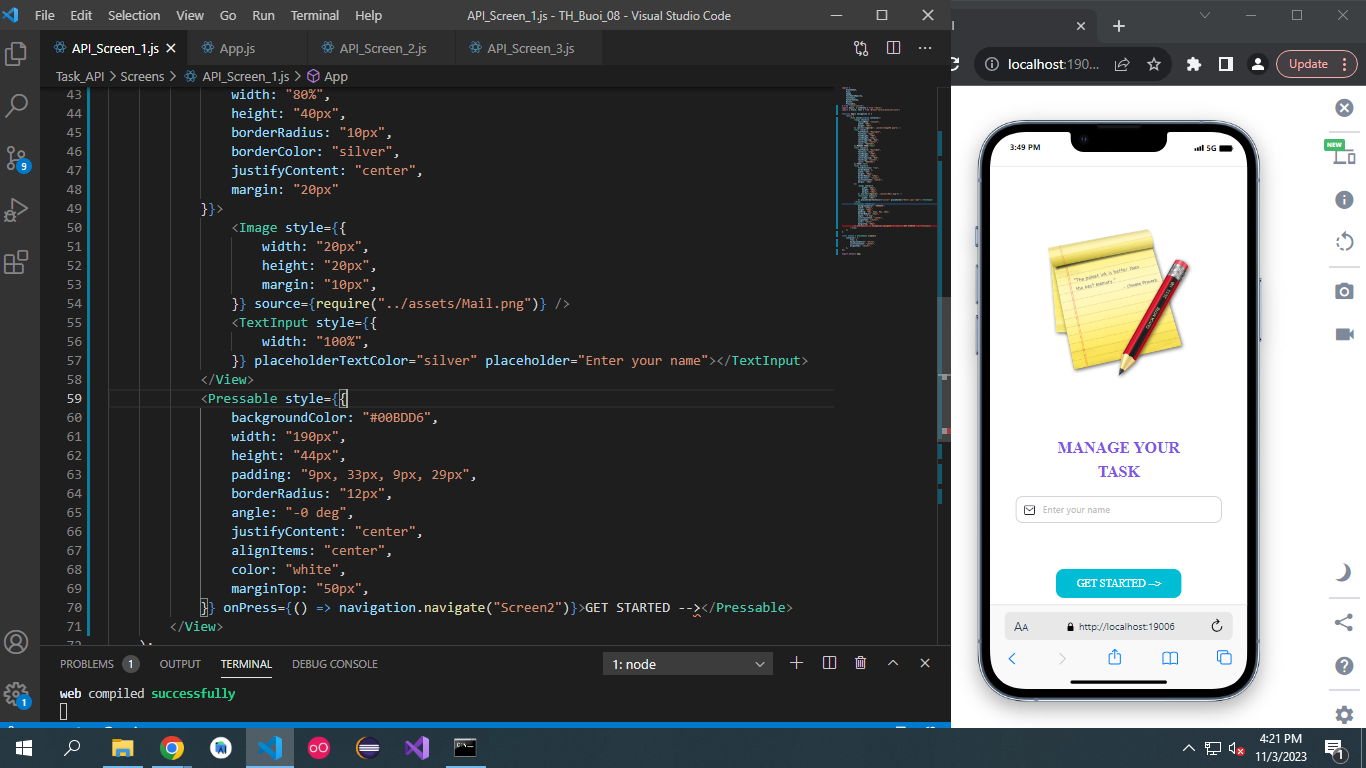 File Edit Selection View Go Run Terminal Help API_Screen_1.js - TH_Buoi_08 - Visual Studio Code
API_Screen_1.js App.js API_Screen_2.js API_Screen_3.js
Task_API > Screens > API_Screen_1.js > App
43 width: "80%",
44 height: "40px",
45 borderRadius: "10px",
46 borderColor: "silver",
47 justifyContent: "center",
48 margin: "20px"
49 }}>
50 <Image style={{
51 width: "20px",
52 height: "20px",
53 margin: "10px",
54 }} source={require("../assets/Mail.png")} />
55 <TextInput style={{
56 width: "100%",
57 }} placeholderTextColor="silver" placeholder="Enter your name"></TextInput>
58 </View>
59 <Pressable style={{
60 backgroundColor: "#00BDD6",
61 width: "190px",
62 height: "44px",
63 padding: "9px, 33px, 9px, 29px",
64 borderRadius: "12px",
65 angle: "-0 deg",
66 justifyContent: "center",
67 alignItems: "center",
68 color: "white",
69 marginTop: "50px",
70 }} onPress={() => navigation.navigate("Screen2")}>GET STARTED --></Pressable>
71 </View>
72 );
9
1
PROBLEMS 1 OUTPUT TERMINAL DEBUG CONSOLE 1: node
web compiled successfully
localhost:190... Update
NEW
3:49 PM 5G
"The palest ink is better than
the best memory."
- Chinese Proverb
MANAGE YOUR
TASK
Enter your name
GET STARTED -->
AA http://localhost:19006
4:21 PM
11/3/2023
1